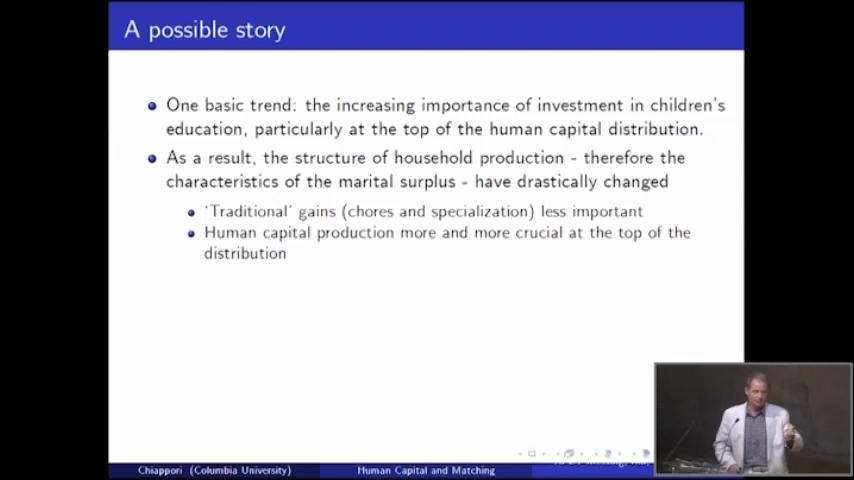 A possible story
One basic trend: the increasing importance of investment in children's
education, particularly at the top of the human capital distribution.
As a result, the structure of household production - therefore the
characteristics of the marital surplus - have drastically changed
'Traditional' gains (chores and specialization) less important
Human capital production more and more crucial at the top of the
distribution
Chiappori (Columbia University)
Human Capital and Matching